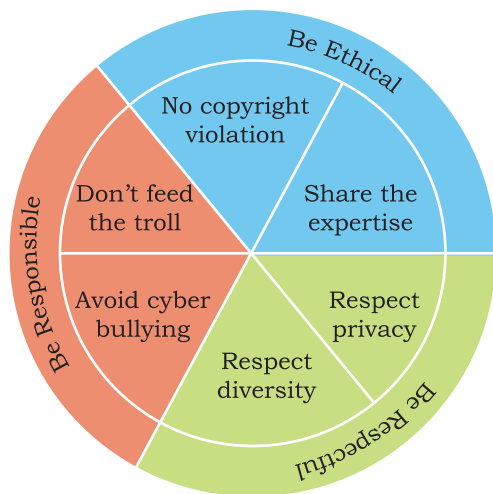 Be Ethical
No copyright
violation
Share the
expertise
Be Responsible
Don't feed
the troll
Avoid cyber
bullying
Respect
privacy
Respect
diversity
Be Respectful